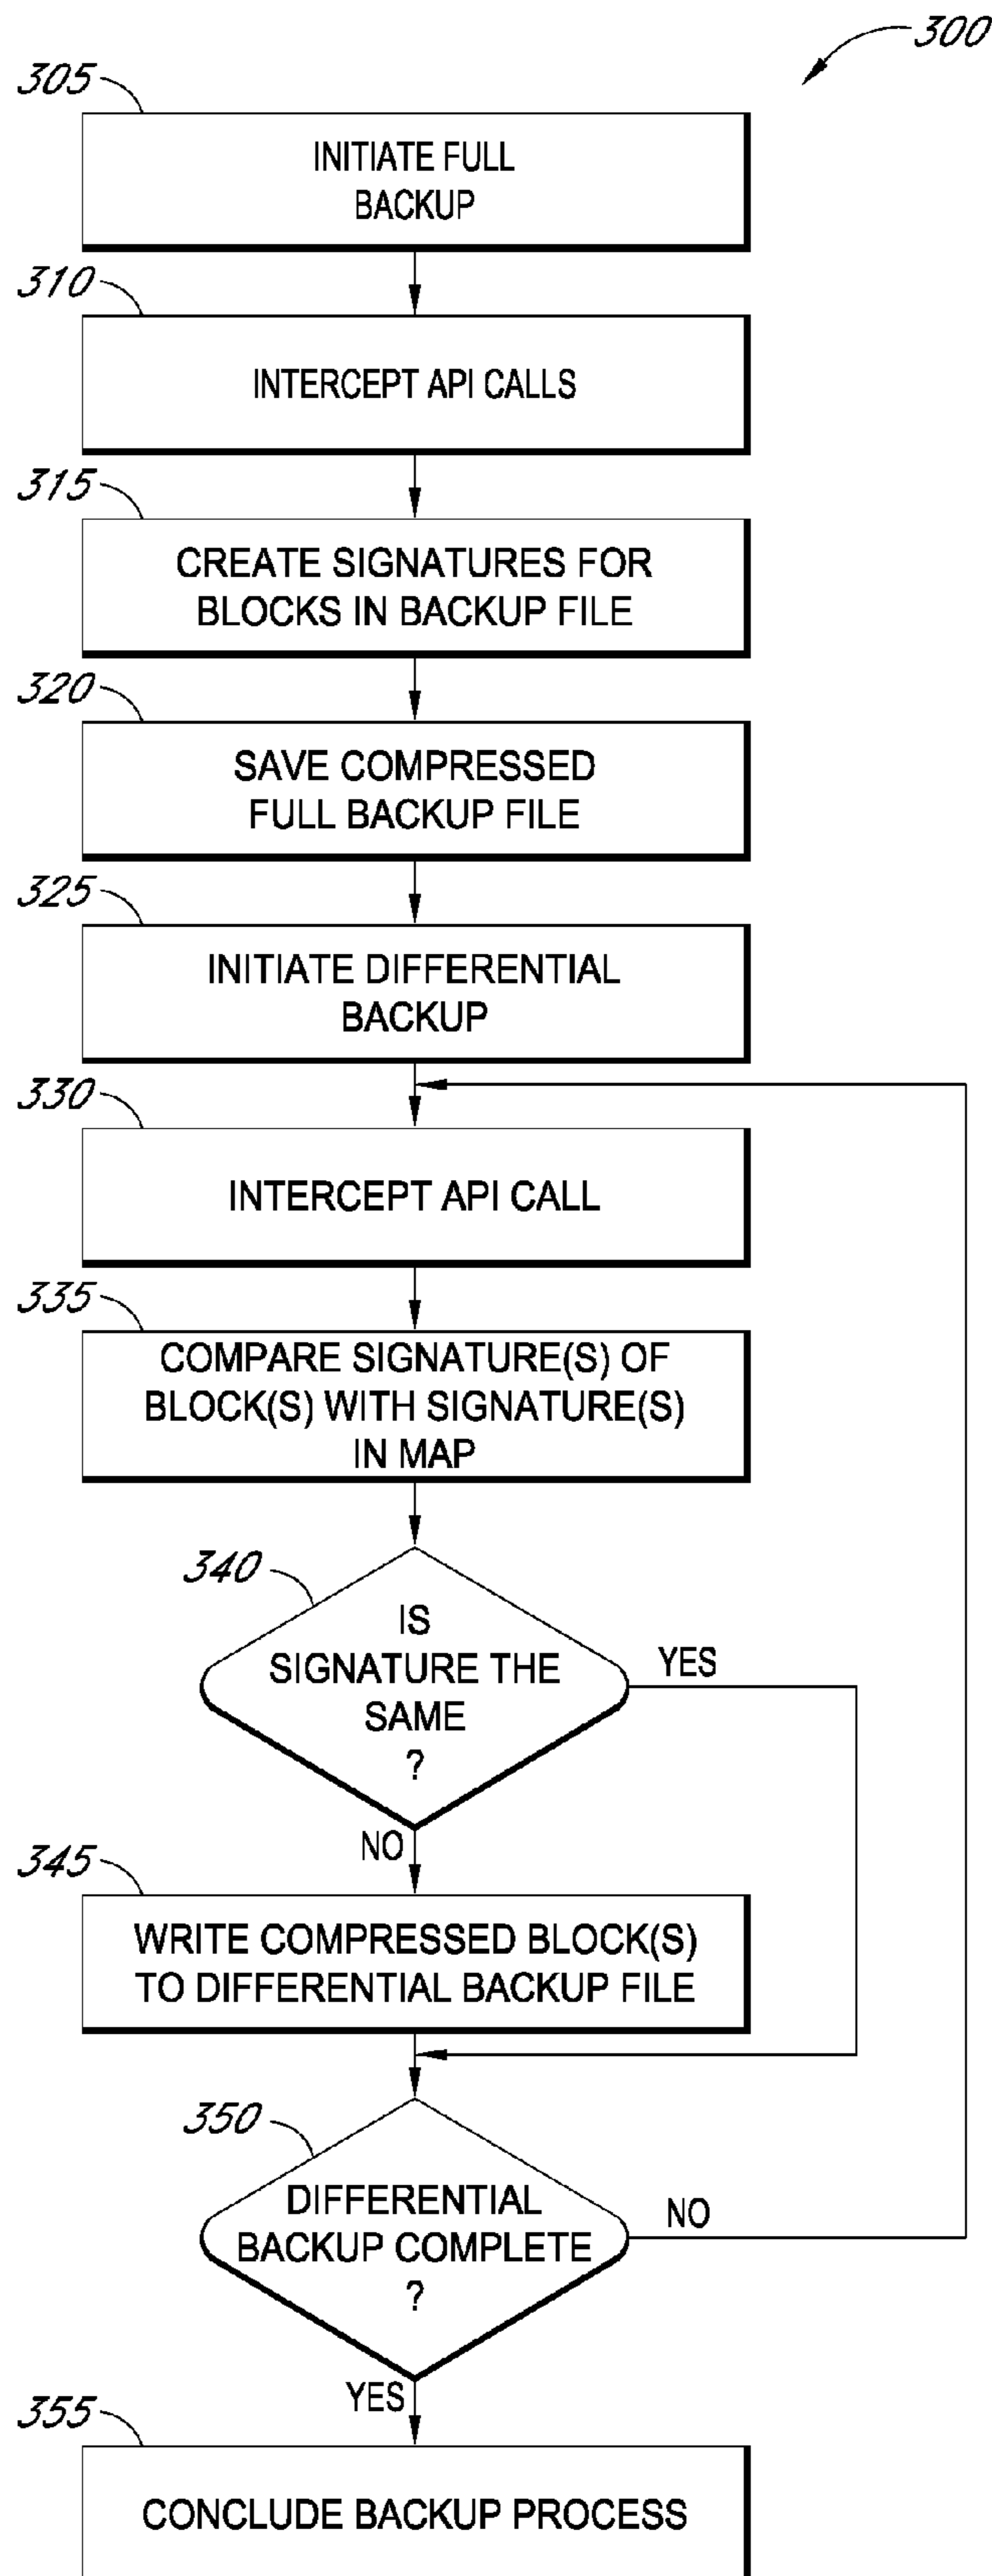 300
305
INITIATE FULL
BACKUP
310
INTERCEPT API CALLS
315
CREATE SIGNATURES FOR
BLOCKS IN BACKUP FILE
320
SAVE COMPRESSED
FULL BACKUP FILE
325
INITIATE DIFFERENTIAL
BACKUP
330
INTERCEPT API CALL
335
COMPARE SIGNATURE(S) OF
BLOCK(S) WITH SIGNATURE(S)
IN MAP
340
IS
SIGNATURE THE
SAME
?
YES
NO
345
WRITE COMPRESSED BLOCK(S)
TO DIFFERENTIAL BACKUP FILE
350
DIFFERENTIAL
BACKUP COMPLETE
?
NO
YES
355
CONCLUDE BACKUP PROCESS